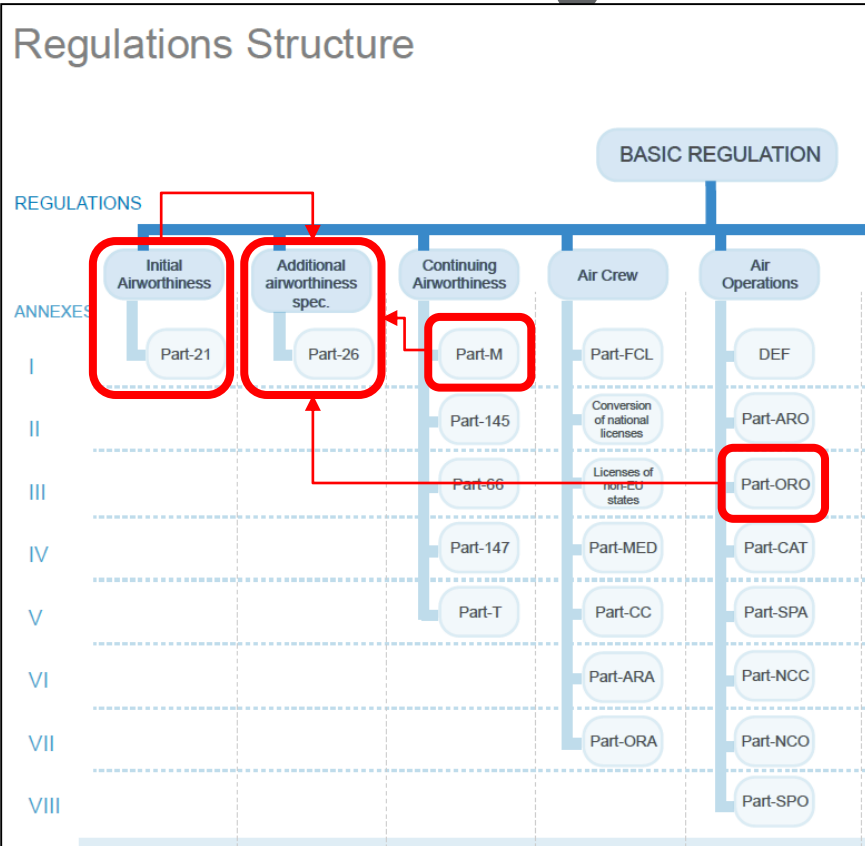 Regulations Structure
BASIC REGULATION
REGULATIONS
Initial
Airworthiness
Additional
airworthiness
spec.
Continuing
Airworthiness
Air Crew
Air
Operations
ANNEXES
I
Part-21
Part-26
Part-M
Part-FCL
DEF
II
Part-145
Conversion
of national
licenses
Part-ARO
III
Part-66
Licenses of
non-EU
states
Part-ORO
IV
Part-147
Part-MED
Part-CAT
V
Part-T
Part-CC
Part-SPA
VI
Part-ARA
Part-NCC
VII
Part-ORA
Part-NCO
VIII
Part-SPO